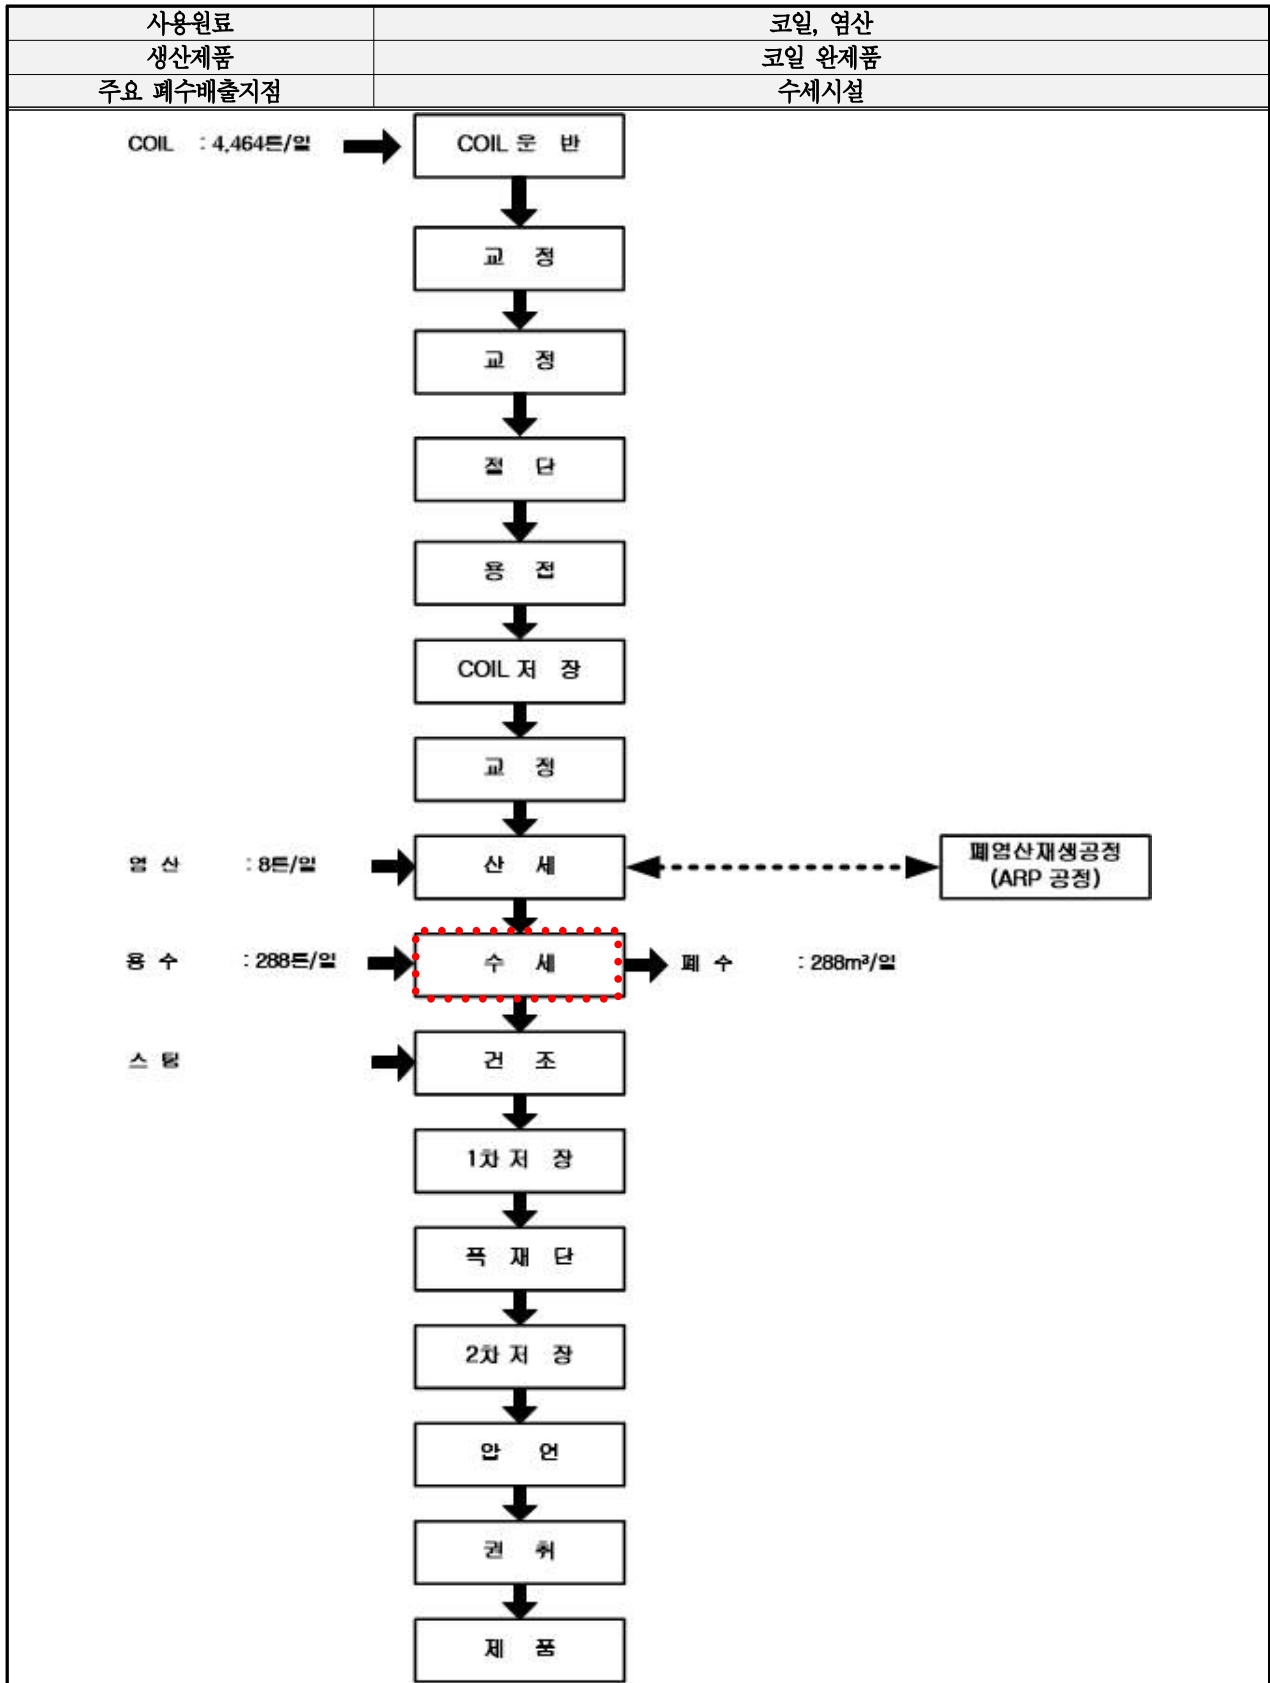 사용원료 코일, 염산
생산제품 코일 완제품
주요 폐수배출지점 수세시설
COIL : 4,464톤/일
COIL 운 반
교 정
교 정
절 단
용 접
COIL 저 장
교 정
염 산 : 8톤/일
산 세
폐염산재생공정
(ARP 공정)
용 수 : 288톤/일
수 세
폐 수 : 288m³/일
스 팀
건 조
1차 저 장
폭 재 단
2차 저 장
압 연
권 취
제 품